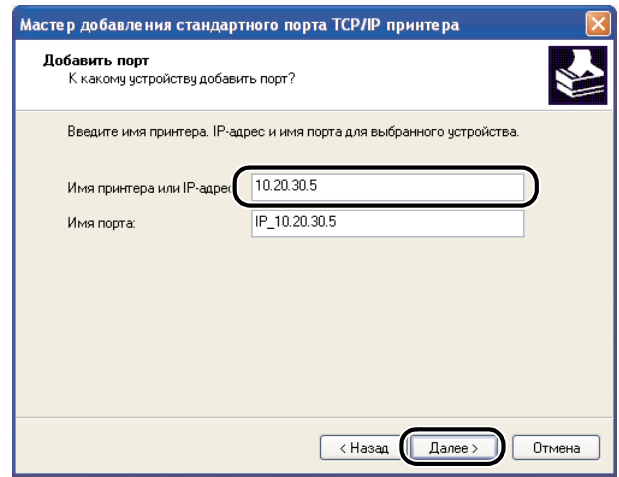 Мастер добавления стандартного порта TCP/IP принтера
Добавить порт
К какому устройству добавить порт?
Введите имя принтера. IP-адрес и имя порта для выбранного устройства.
Имя принтера или IP-адрес 10.20.30.5
Имя порта: IP_10.20.30.5
< Назад Далее > Отмена